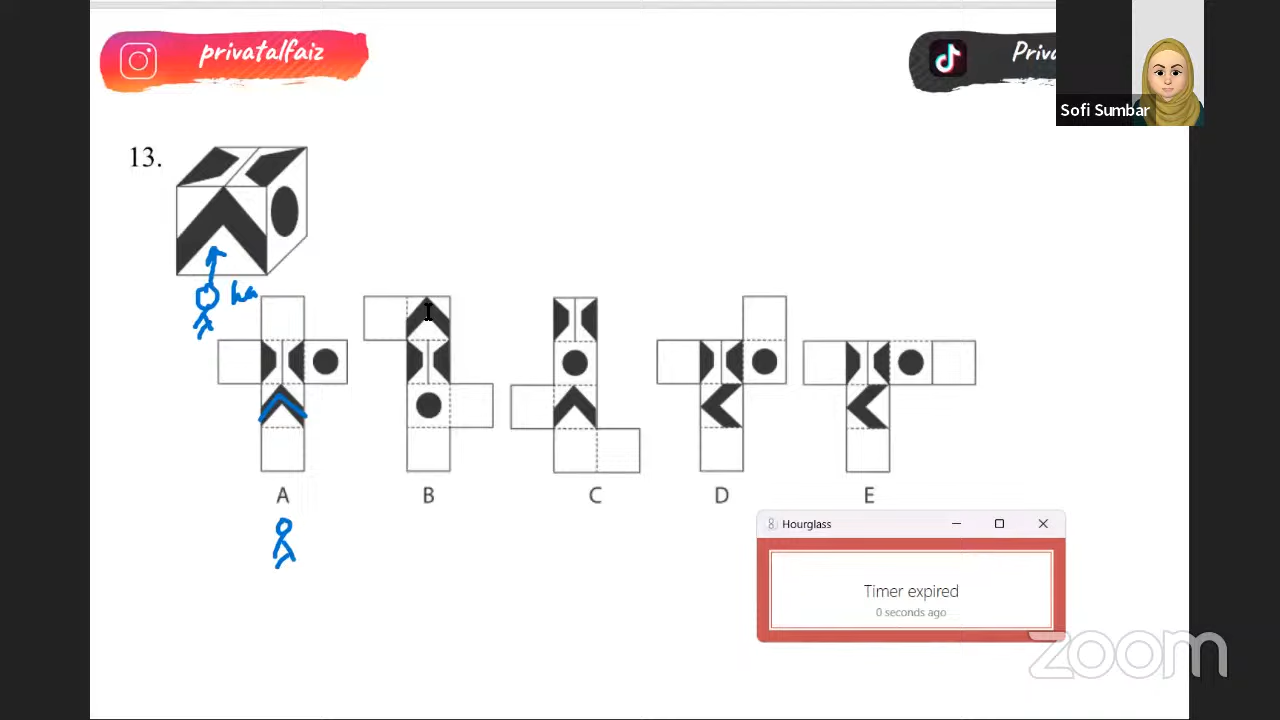 privatalfaiz
Priva
Sofi Sumbar
13.
A
B
C
D
E
Hourglass
Timer expired
0 seconds ago
zoom